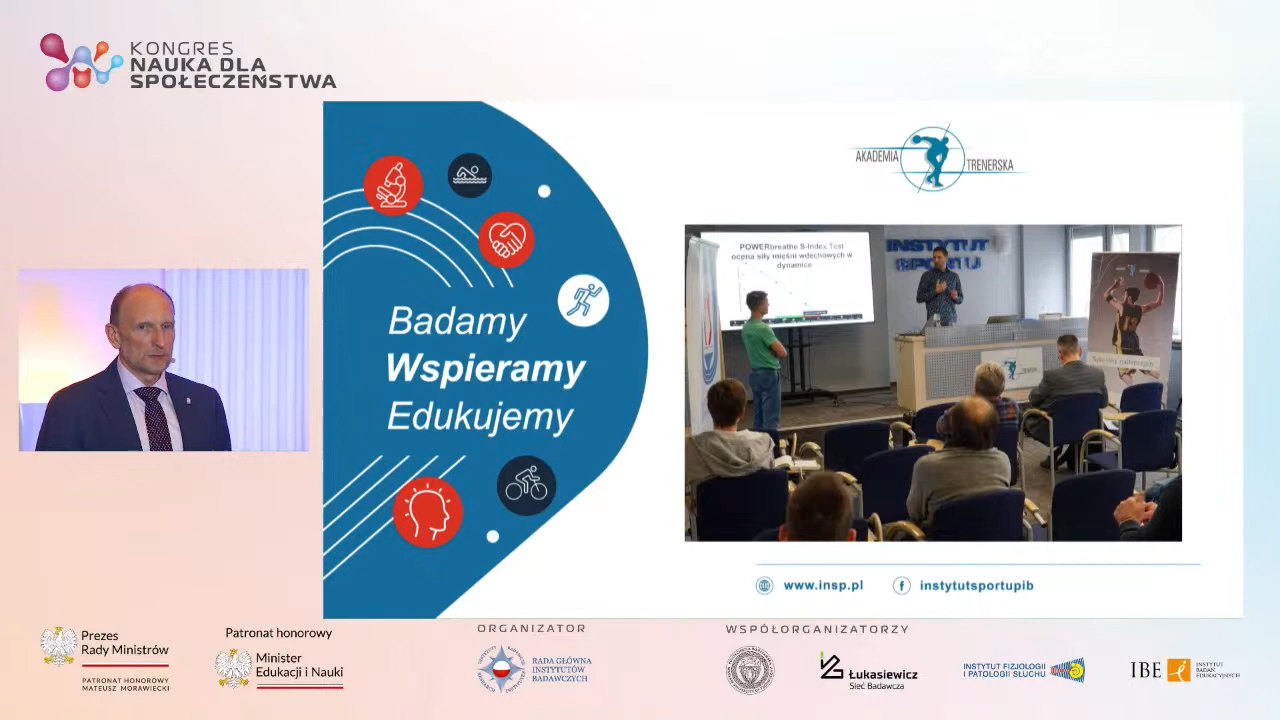 KONGRES
NAUKA DLA
SPOŁECZEŃSTWA
AKADEMIA
TRENERSKA
Badamy
Wspieramy
Edukujemy
POWERbreathe S-Index Test
ocena siły mięśni wdechowych w
dynamice
INSTYTUT
SPORTU
www.insp.pl
instytutsportupib
Prezes
Rady Ministrów
PATRONAT HONOROWY
MATEUSZ MORAWIECKI
Patronat honorowy
Minister
Edukacji i Nauki
ORGANIZATOR
RADA GŁÓWNA
INSTYTUTÓW
BADAWCZYCH
WSPÓŁORGANIZATORZY
Łukasiewicz
Sieć Badawcza
INSTYTUT FIZJOLOGII
I PATOLOGII SŁUCHU
IBE
INSTYTUT
BADAŃ
EDUKACYJNYCH